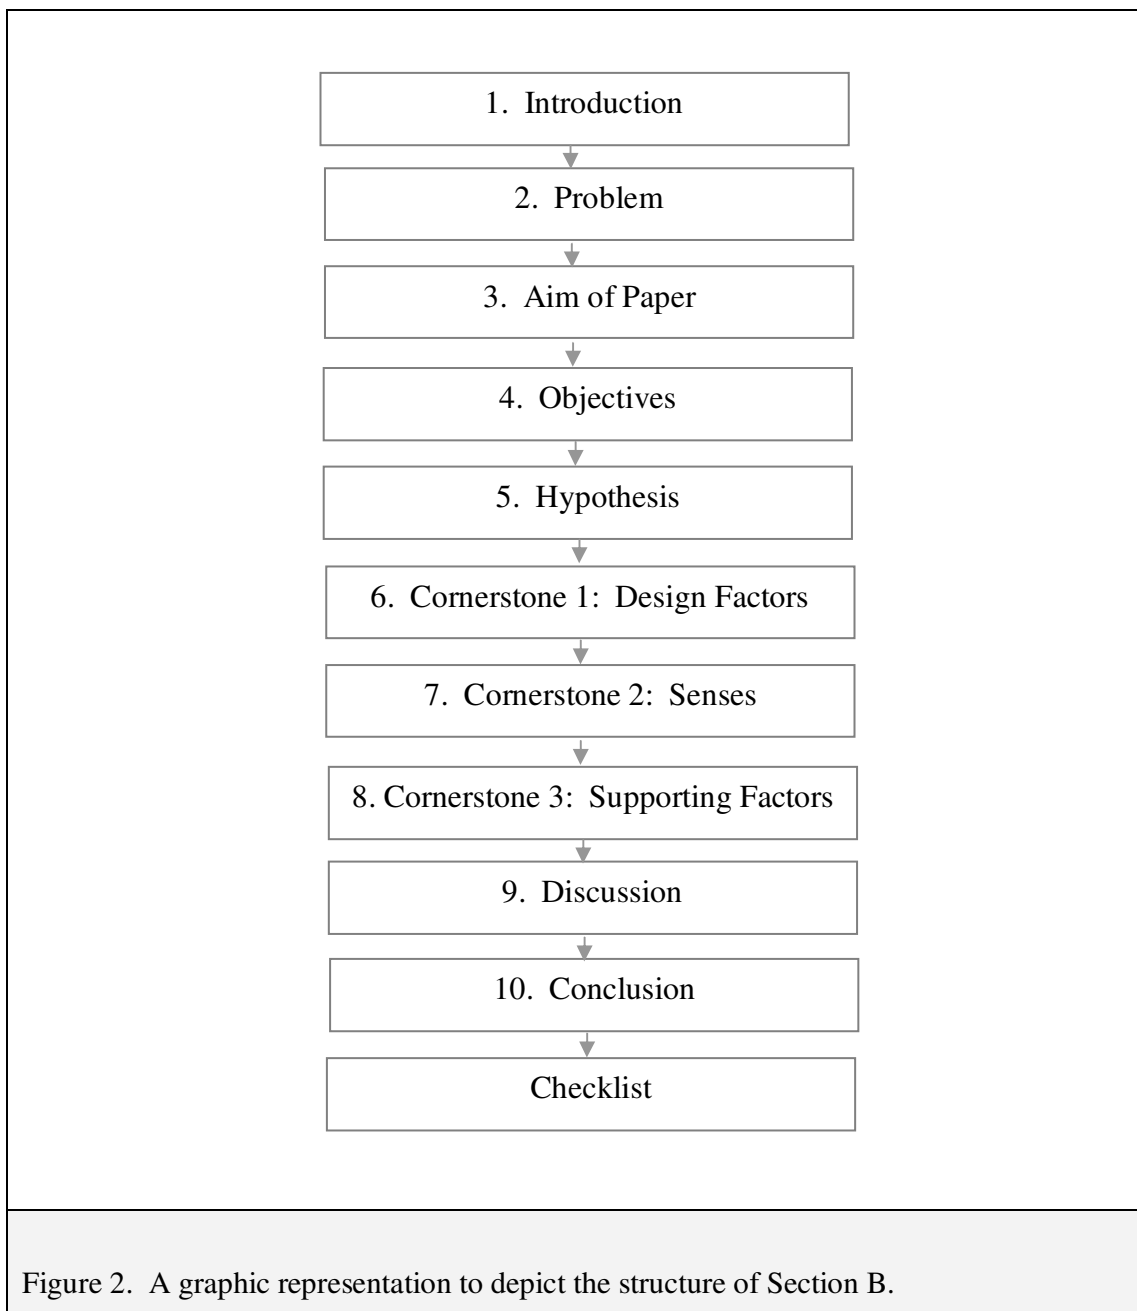 1. Introduction
2. Problem
3. Aim of Paper
4. Objectives
5. Hypothesis
6. Cornerstone 1: Design Factors
7. Cornerstone 2: Senses
8. Cornerstone 3: Supporting Factors
9. Discussion
10. Conclusion
Checklist
Figure 2. A graphic representation to depict the structure of Section B.